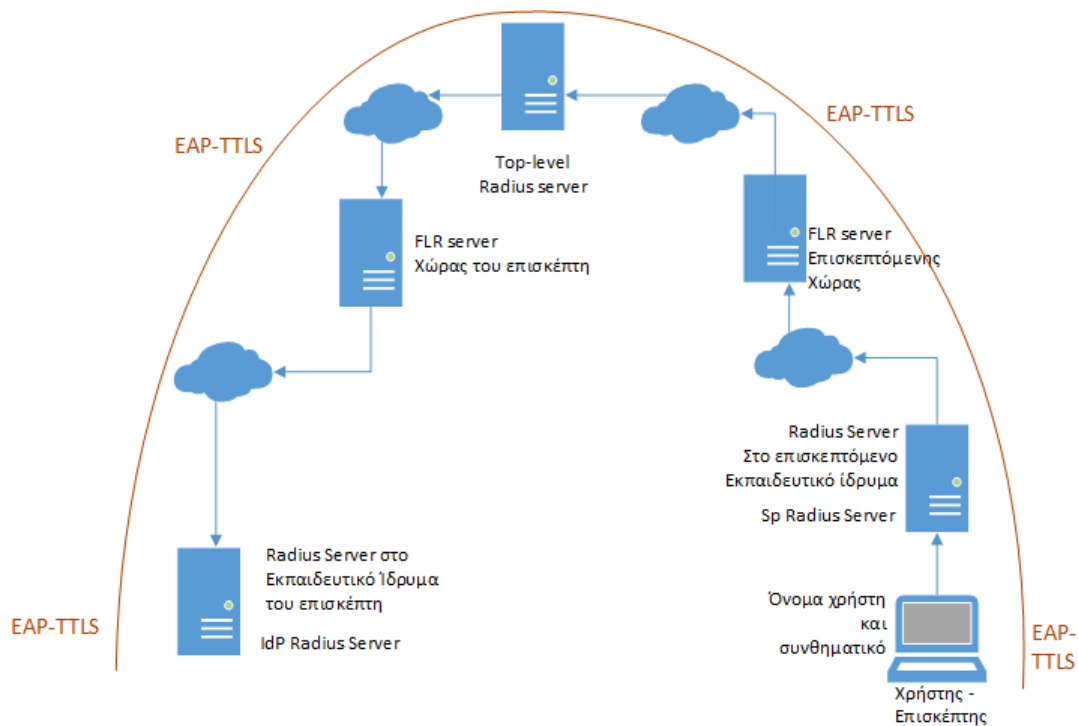 EAP-TTLS
EAP-TTLS
Top-level
Radius server
FLR server
Χώρας του επισκέπτη
FLR server
Επισκεπτόμενης
Χώρας
Radius Server
Στο επισκεπτόμενο
Εκπαιδευτικό ίδρυμα
Sp Radius Server
Radius Server στο
Εκπαιδευτικό Ίδρυμα
του επισκέπτη
IdP Radius Server
EAP-TTLS
Όνομα χρήστη
και
συνθηματικό
EAP-
TTLS
Χρήστης -
Επισκέπτης